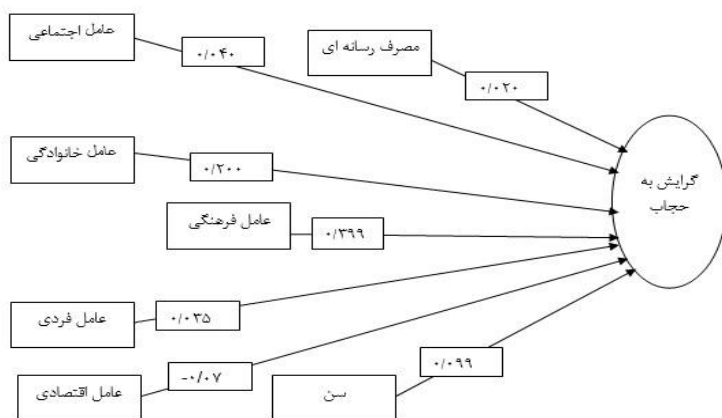 عامل اجتماعی
۰/۰۴۰
مصرف رسانه ای
۰/۰۲۰
عامل خانوادگی
۰/۲۰۰
گرایش به
حجاب
عامل فرهنگی
۰/۳۹۹
عامل فردی
۰/۰۳۵
عامل اقتصادی
-۰/۰۷
سن
۰/۰۹۹